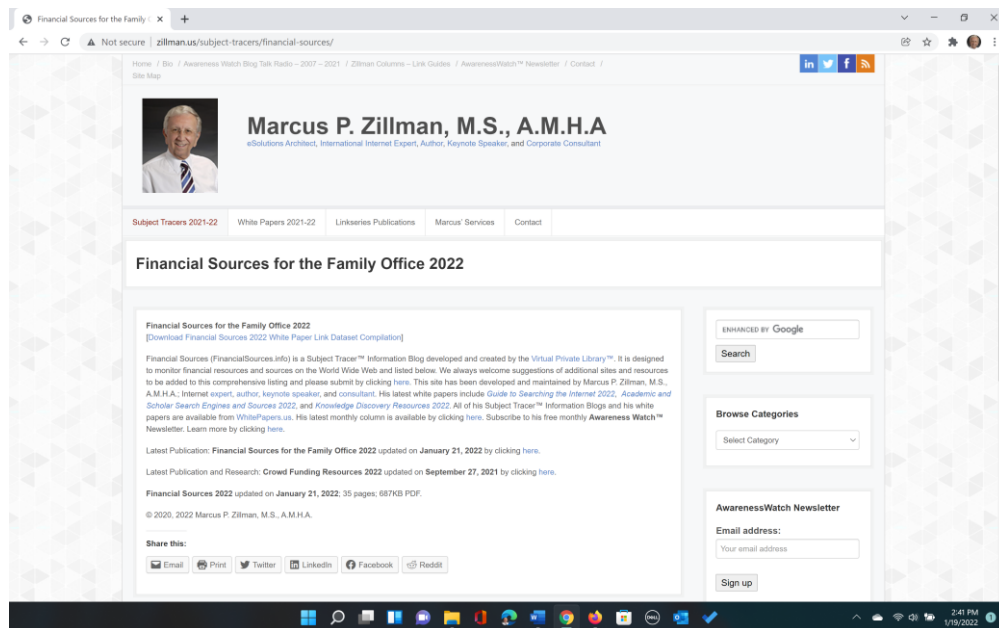 Financial Sources for the Family
Not secure zillman.us/subject-tracers/financial-sources/
Home / Bio / Awareness Watch Blog Talk Radio – 2007 – 2021 / Zillman Columns – Link Guides / AwarenessWatch™ Newsletter / Contact /
Site Map
Marcus P. Zillman, M.S., A.M.H.A
eSolutions Architect, International Internet Expert, Author, Keynote Speaker, and Corporate Consultant
Subject Tracers 2021-22 White Papers 2021-22 Linkseries Publications Marcus' Services Contact
Financial Sources for the Family Office 2022
Financial Sources for the Family Office 2022
[Download Financial Sources 2022 White Paper Link Dataset Compilation]
Financial Sources (FinancialSources.info) is a Subject Tracer™ Information Blog developed and created by the Virtual Private Library™. It is designed
to monitor financial resources and sources on the World Wide Web and listed below. We always welcome suggestions of additional sites and resources
to be added to this comprehensive listing and please submit by clicking here. This site has been developed and maintained by Marcus P. Zillman, M.S.,
A.M.H.A.; Internet expert, author, keynote speaker, and consultant. His latest white papers include Guide to Searching the Internet 2022, Academic and
Scholar Search Engines and Sources 2022, and Knowledge Discovery Resources 2022. All of his Subject Tracer™ Information Blogs and his white
papers are available from WhitePapers.us. His latest monthly column is available by clicking here. Subscribe to his free monthly Awareness Watch™
Newsletter. Learn more by clicking here.
Latest Publication: Financial Sources for the Family Office 2022 updated on January 21, 2022 by clicking here.
Latest Publication and Research: Crowd Funding Resources 2022 updated on September 27, 2021 by clicking here.
Financial Sources 2022 updated on January 21, 2022; 35 pages; 687KB PDF.
© 2020, 2022 Marcus P. Zillman, M.S., A.M.H.A.
Share this:
Email Print Twitter LinkedIn Facebook Reddit
ENHANCED BY Google
Search
Browse Categories
Select Category
AwarenessWatch Newsletter
Email address:
Your email address
Sign up
2:41 PM
1/19/2022